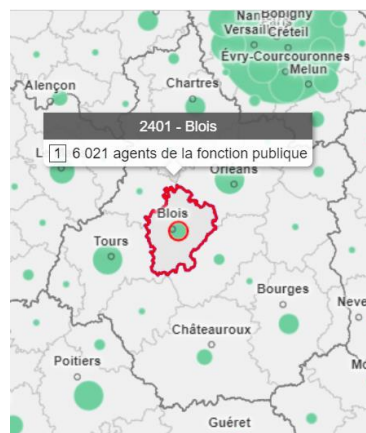 Nan Bobigny
Versail Créteil
Évry-Courcouronnes
Melun
Alençon
Chartres
2401 - Blois
1 6 021 agents de la fonction publique
L
Orléans
Blois
Tours
Bourges
Neve
Châteauroux
Mo
Poitiers
Guéret